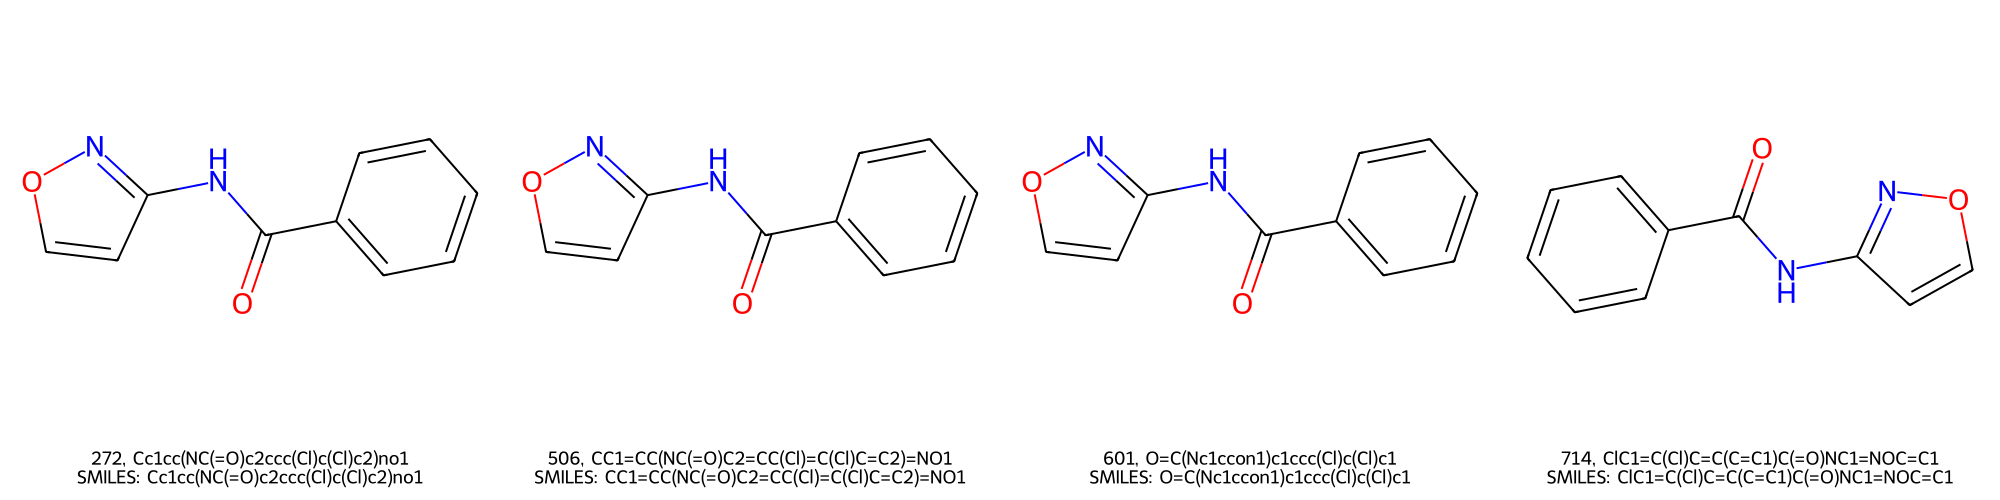 N
O
H
N
O
N
O
H
N
O
N
O
H
N
O
O
N
O
N
H
272, Cc1cc(NC(=O)c2ccc(Cl)c(Cl)c2)no1
SMILES: Cc1cc(NC(=O)c2ccc(Cl)c(Cl)c2)no1
506, CC1=CC(NC(=O)C2=CC(Cl)=C(Cl)C=C2)=NO1
SMILES: CC1=CC(NC(=O)C2=CC(Cl)=C(Cl)C=C2)=NO1
601, O=C(Nc1ccon1)c1ccc(Cl)c(Cl)c1
SMILES: O=C(Nc1ccon1)c1ccc(Cl)c(Cl)c1
714, ClC1=C(Cl)C=C(C=C1)C(=O)NC1=NOC=C1
SMILES: ClC1=C(Cl)C=C(C=C1)C(=O)NC1=NOC=C1